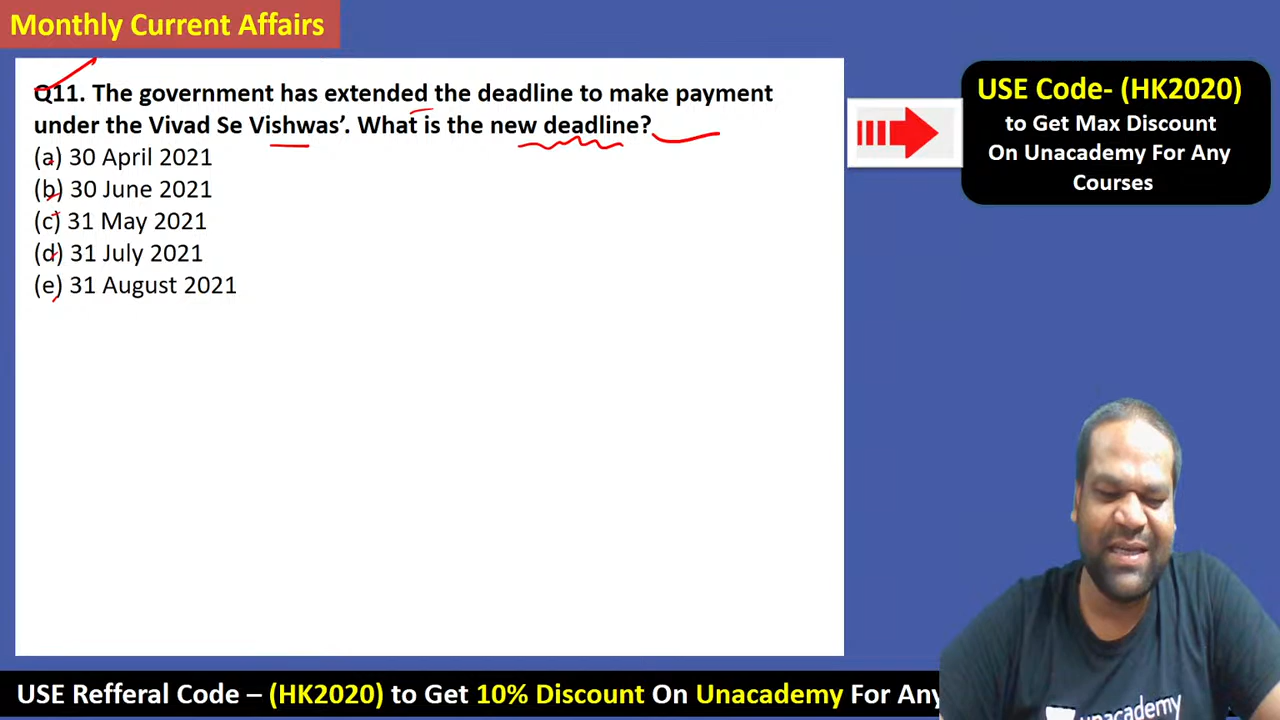 Monthly Current Affairs
Q11. The government has extended the deadline to make payment
under the Vivad Se Vishwas’. What is the new deadline?
(a) 30 April 2021
(b) 30 June 2021
(c) 31 May 2021
(d) 31 July 2021
(e) 31 August 2021
USE Code- (HK2020)
to Get Max Discount
On Unacademy For Any
Courses
USE Refferal Code – (HK2020) to Get 10% Discount On Unacademy For Any
unacademy